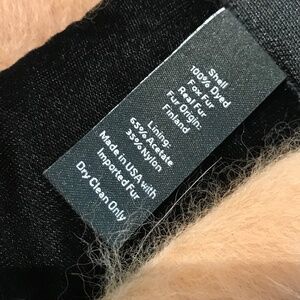 Shell
100% Dyed
Fox Fur
Real Fur
Fur Origin:
Finland
Lining:
65% Acetate
35% Nylon
Made in USA with
Imported Fur
Dry Clean Only